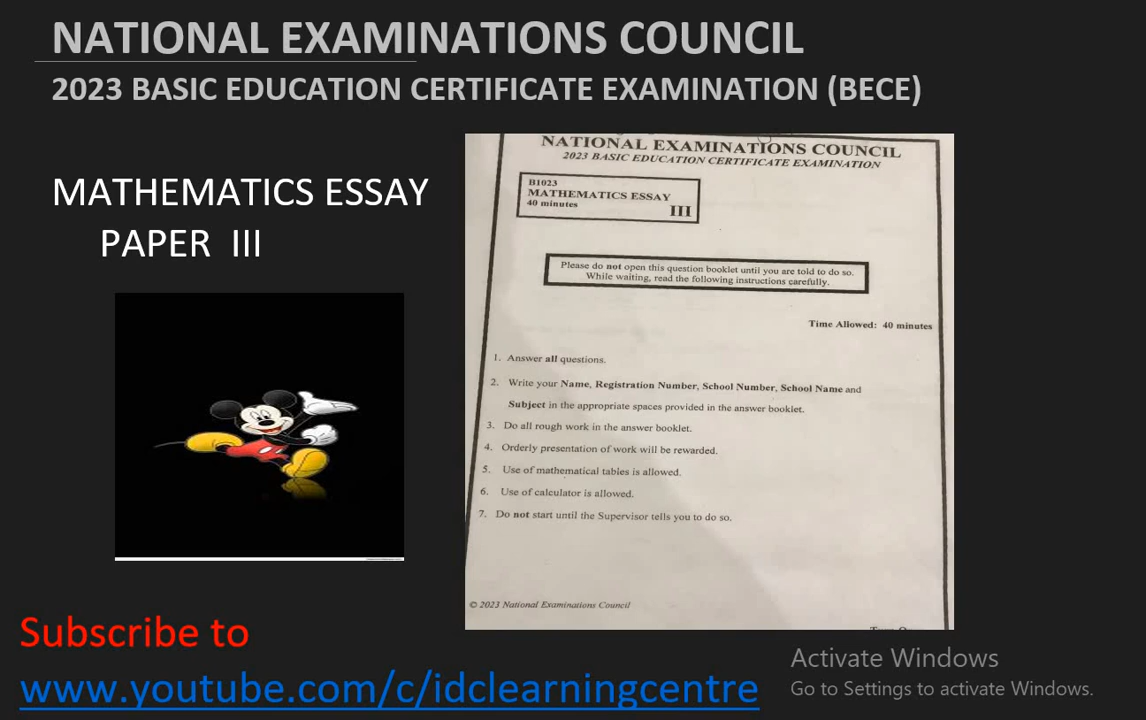 NATIONAL EXAMINATIONS COUNCIL
2023 BASIC EDUCATION CERTIFICATE EXAMINATION (BECE)
MATHEMATICS ESSAY
PAPER III
NATIONAL EXAMINATIONS COUNCIL
2023 BASIC EDUCATION CERTIFICATE EXAMINATION
B1023
MATHEMATICS ESSAY
40 minutes
III
Please do not open this question booklet until you are told to do so.
While waiting, read the following instructions carefully.
Time Allowed: 40 minutes
1. Answer all questions.
2. Write your Name, Registration Number, School Number, School Name and
Subject in the appropriate spaces provided in the answer booklet.
3. Do all rough work in the answer booklet.
4. Orderly presentation of work will be rewarded.
5. Use of mathematical tables is allowed.
6. Use of calculator is allowed.
7. Do not start until the Supervisor tells you to do so.
© 2023 National Examinations Council
Subscribe to
www.youtube.com/c/idclearningcentre
Activate Windows
Go to Settings to activate Windows.